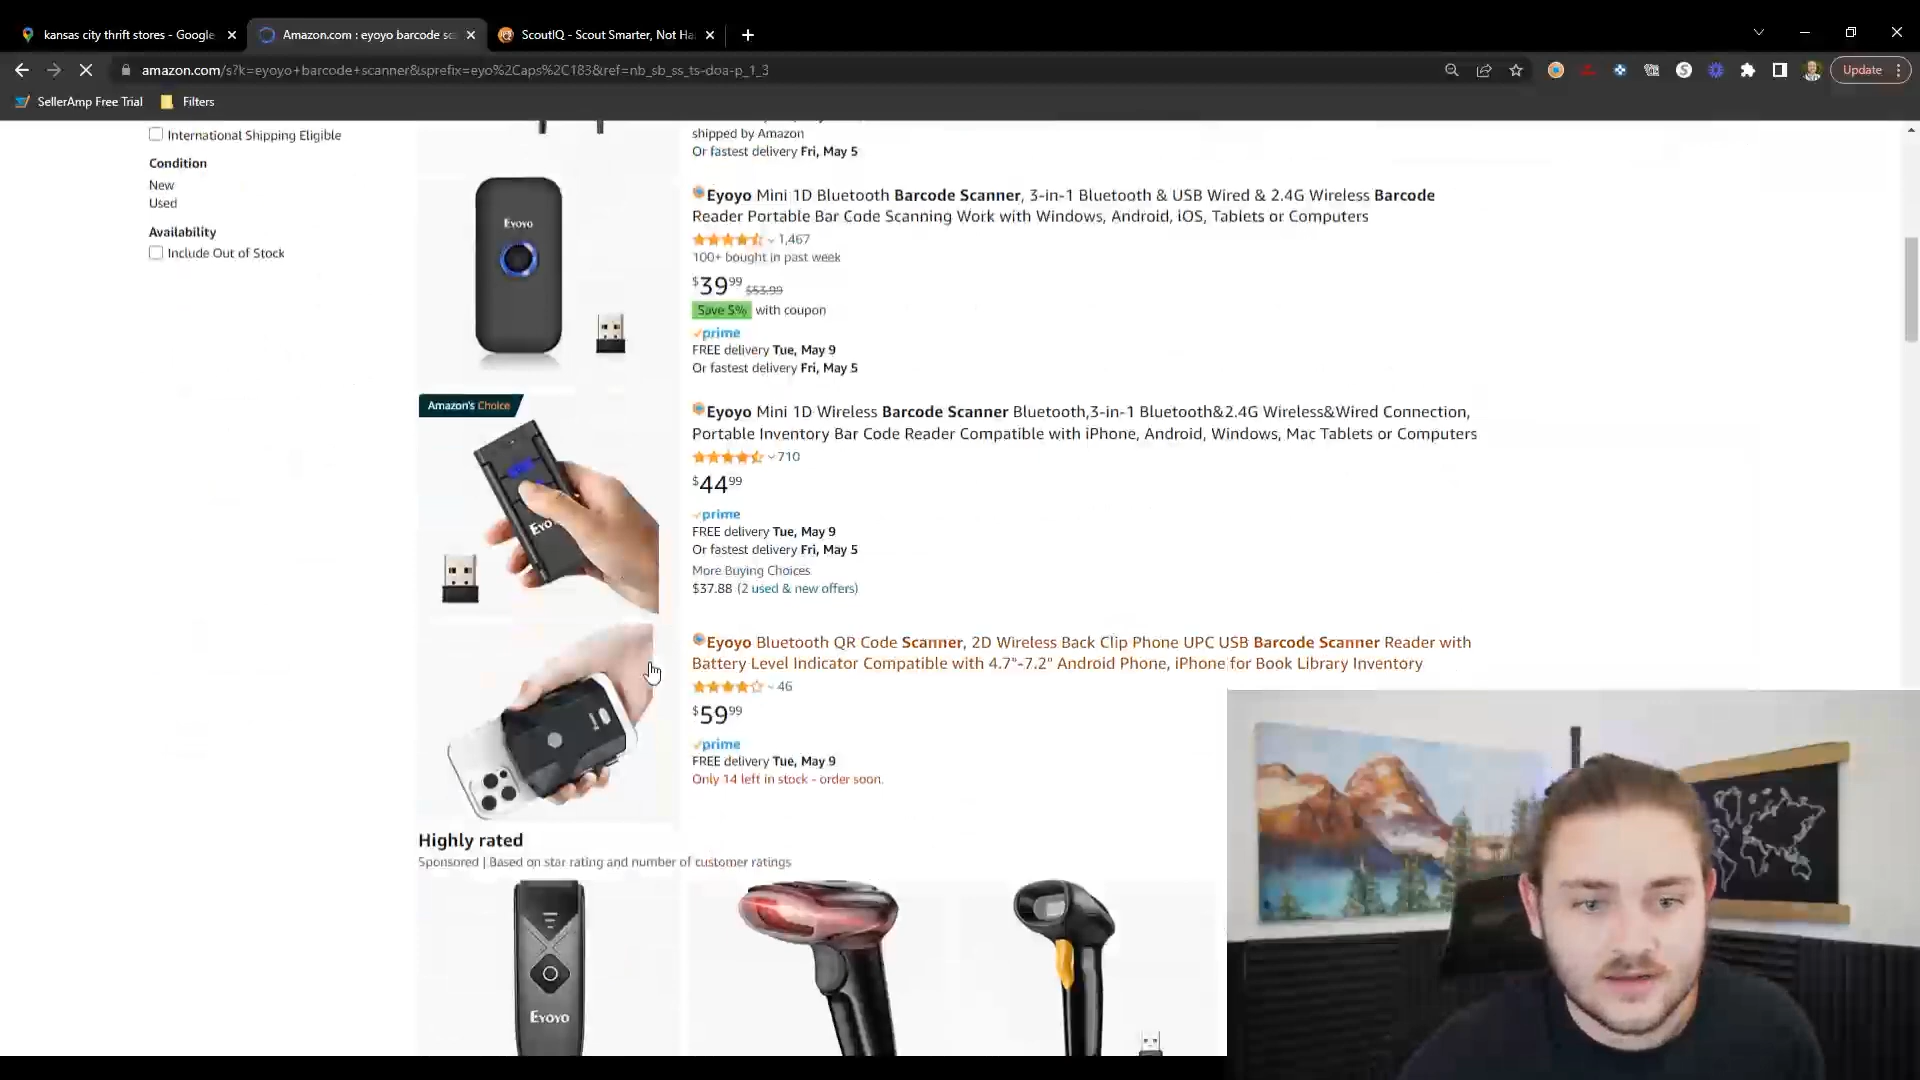 kansas city thrift stores - Google
Amazon.com : eyoyo barcode sc
ScoutIQ - Scout Smarter, Not Ha
amazon.com/s?k=eyoyo+barcode+scanner&sprefix=eyo%2Caps%2C183&ref=nb_sb_ss_ts-doa-p_1_3
Update
SellerAmp Free Trial
Filters
International Shipping Eligible
Condition
New
Used
Availability
Include Out of Stock
shipped by Amazon
Or fastest delivery Fri, May 5
Eyoyo
Eyoyo Mini 1D Bluetooth Barcode Scanner, 3-in-1 Bluetooth & USB Wired & 2.4G Wireless Barcode
Reader Portable Bar Code Scanning Work with Windows, Android, iOS, Tablets or Computers
1,467
100+ bought in past week
$39.99 $53.99
Save 5% with coupon
prime
FREE delivery Tue, May 9
Or fastest delivery Fri, May 5
Amazon's Choice
Eyoyo Mini 1D Wireless Barcode Scanner Bluetooth,3-in-1 Bluetooth&2.4G Wireless&Wired Connection,
Portable Inventory Bar Code Reader Compatible with iPhone, Android, Windows, Mac Tablets or Computers
710
$44.99
prime
FREE delivery Tue, May 9
Or fastest delivery Fri, May 5
More Buying Choices
$37.88 (2 used & new offers)
Eyoyo Bluetooth QR Code Scanner, 2D Wireless Back Clip Phone UPC USB Barcode Scanner Reader with
Battery Level Indicator Compatible with 4.7"-7.2" Android Phone, iPhone for Book Library Inventory
46
$59.99
prime
FREE delivery Tue, May 9
Only 14 left in stock - order soon.
Highly rated
Sponsored | Based on star rating and number of customer ratings
Eyoyo